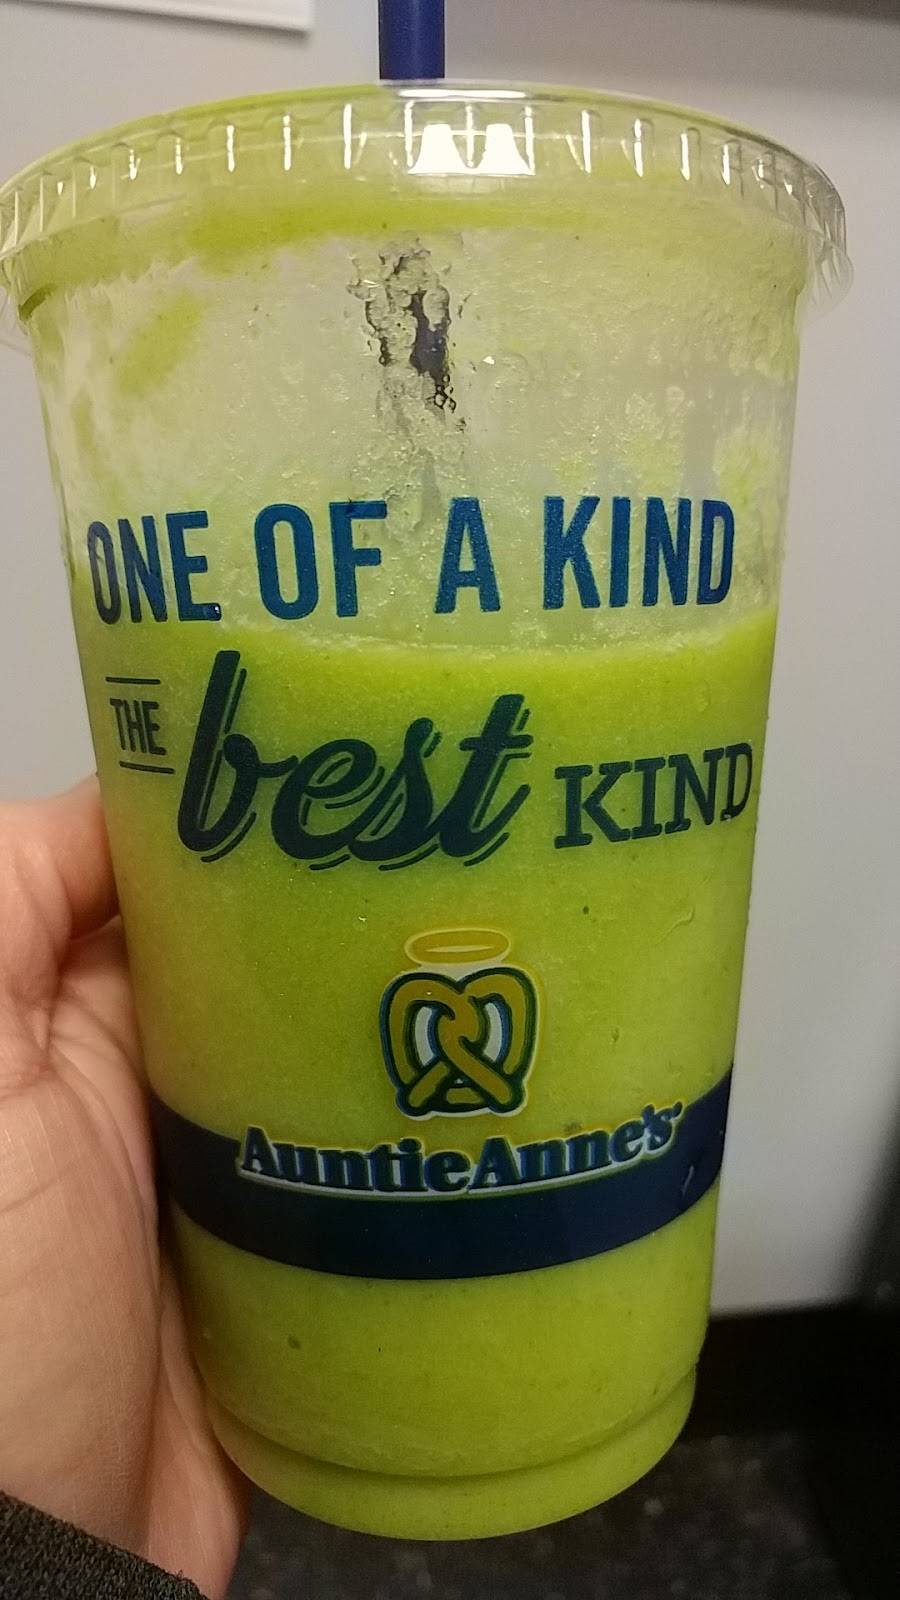 ONE OF A KIND
THE best KIND
AuntieAnne's